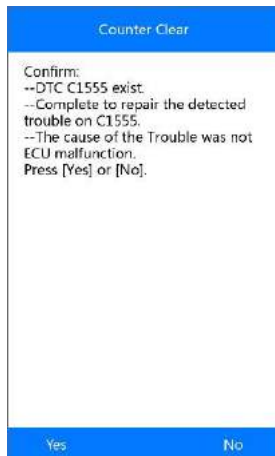 Counter Clear
Confirm:
--DTC C1555 exist.
--Complete to repair the detected
trouble on C1555.
--The cause of the Trouble was not
ECU malfunction.
Press [Yes] or [No].
Yes
No